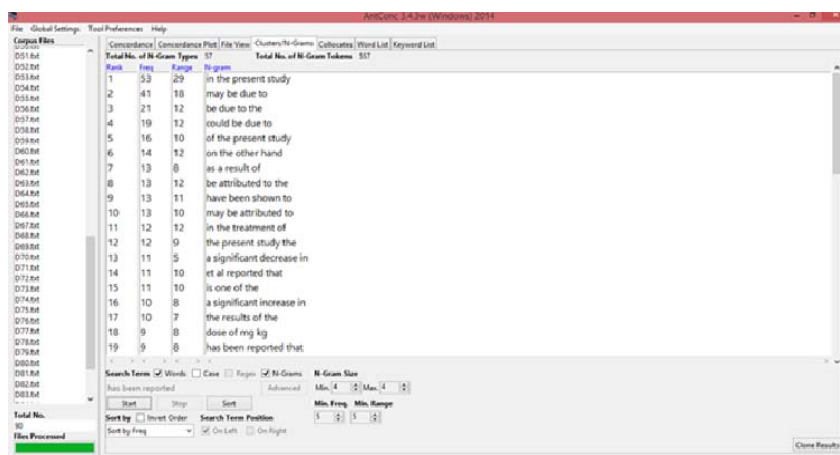 AntConc 3.4.3w (Windows) 2014
File Global Settings Tool Preferences Help
Corpus Files
D51.txt
D52.txt
D53.txt
D54.txt
D55.txt
D56.txt
D57.txt
D58.txt
D59.txt
D60.txt
D61.txt
D62.txt
D63.txt
D64.txt
D65.txt
D66.txt
D67.txt
D68.txt
D69.txt
D70.txt
D71.txt
D72.txt
D73.txt
D74.txt
D75.txt
D76.txt
D77.txt
D78.txt
D79.txt
D80.txt
D81.txt
D82.txt
D83.txt
Total No.
90
Files Processed
Concordance Concordance Plot File View Clusters/N-Grams Collocates Word List Keyword List
Total No. of N-Gram Types 57 Total No. of N-Gram Tokens 557
Rank Freq Range N-gram
1 53 29 in the present study
2 41 18 may be due to
3 21 12 be due to the
4 19 12 could be due to
5 16 10 of the present study
6 14 12 on the other hand
7 13 8 as a result of
8 13 12 be attributed to the
9 13 11 have been shown to
10 13 10 may be attributed to
11 12 12 in the treatment of
12 12 9 the present study the
13 11 5 a significant decrease in
14 11 10 et al reported that
15 11 10 is one of the
16 10 8 a significant increase in
17 10 7 the results of the
18 9 8 dose of mg kg
19 9 8 has been reported that
Search Term Words Case Regex N-Grams N-Gram Size
has been reported Advanced Min. 4 Max. 4
Start Stop Sort Min. Freq. Min. Range
Sort by Invert Order Search Term Position 5 5
Sort by Freq On Left On Right
Clone Results